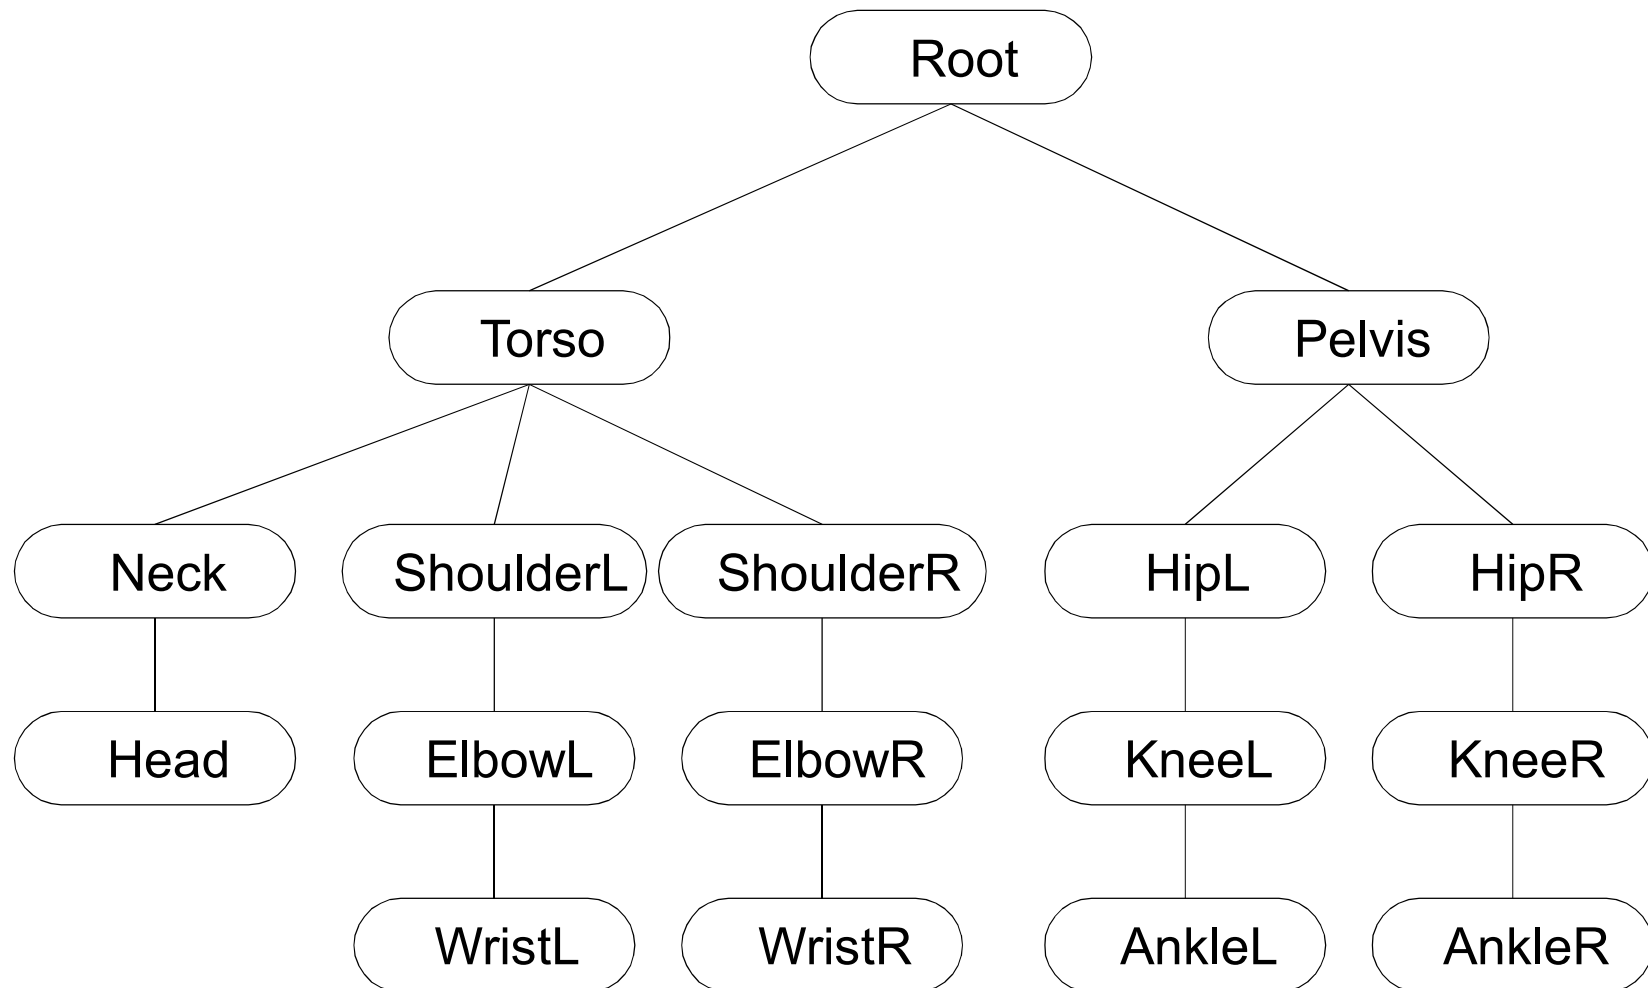 Root
Torso
Pelvis
Neck
ShoulderL
ShoulderR
HipL
HipR
Head
ElbowL
ElbowR
KneeL
KneeR
WristL
WristR
AnkleL
AnkleR